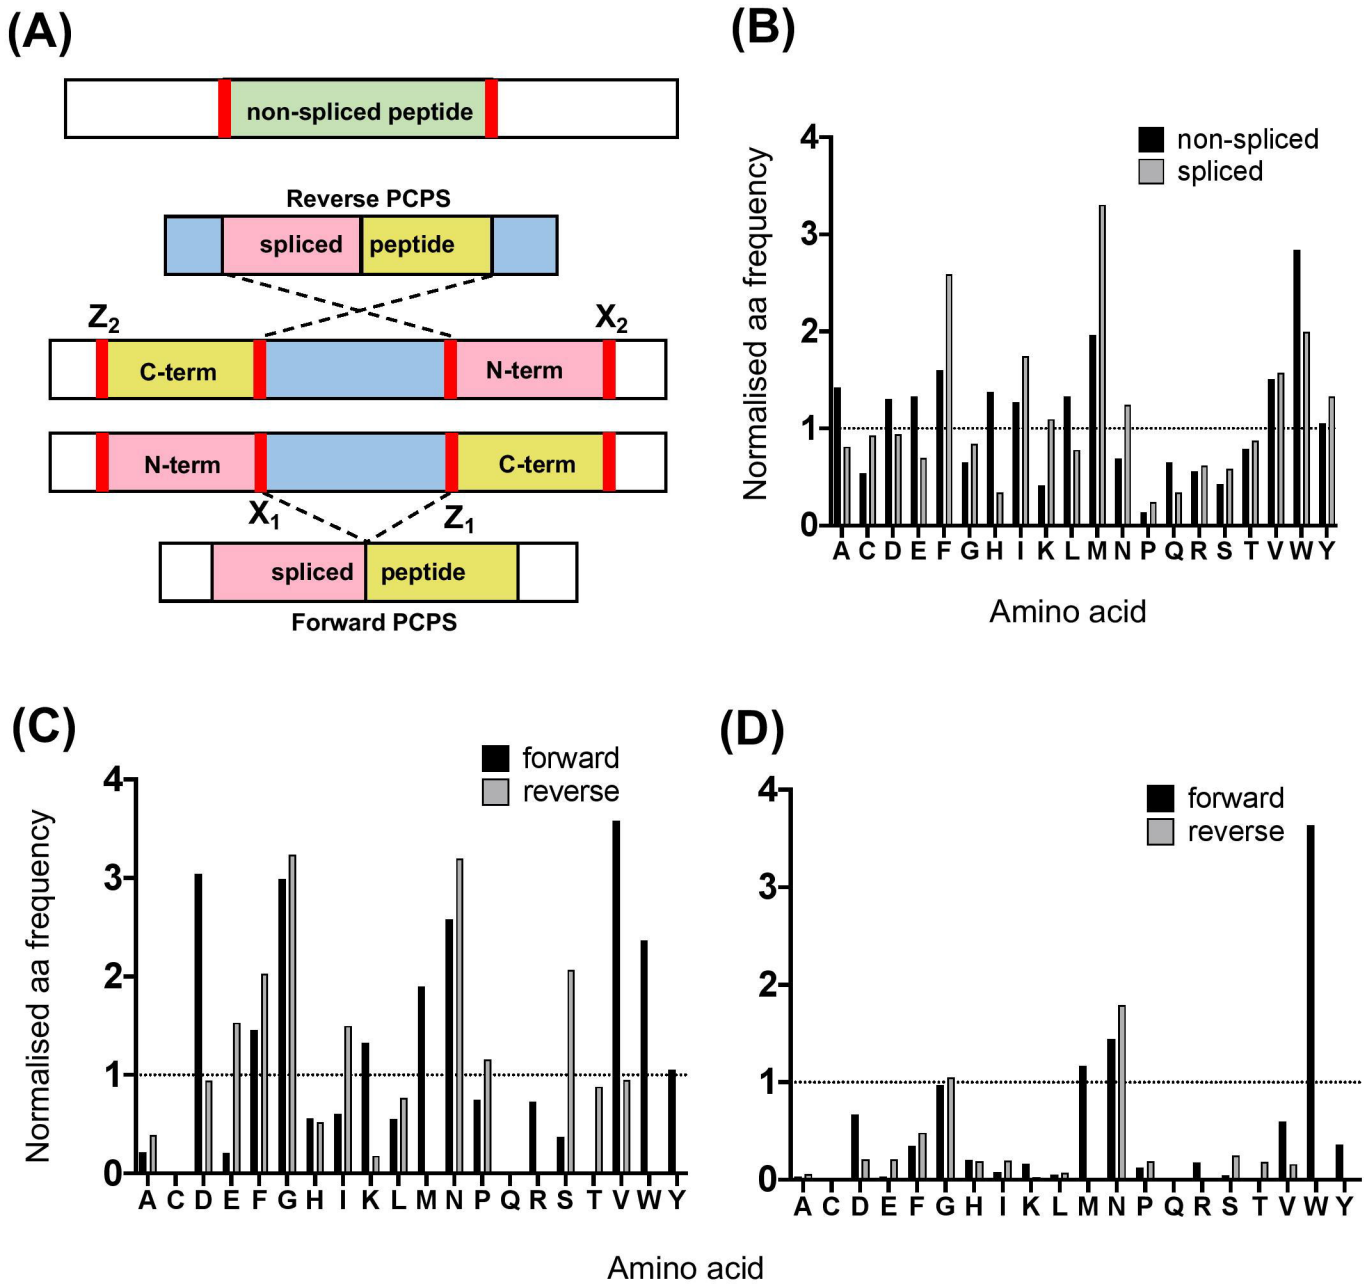 (A)
non-spliced peptide
Reverse PCPS
spliced peptide
Z2 X2
C-term N-term
N-term C-term
X1 Z1
spliced peptide
Forward PCPS
(B)
non-spliced
spliced
Normalised aa frequency
4
3
2
1
0
A C D E F G H I K L M N P Q R S T V W Y
Amino acid
(C)
forward
reverse
Normalised aa frequency
4
3
2
1
0
A C D E F G H I K L M N P Q R S T V W Y
(D)
forward
reverse
4
3
2
1
0
A C D E F G H I K L M N P Q R S T V W Y
Amino acid